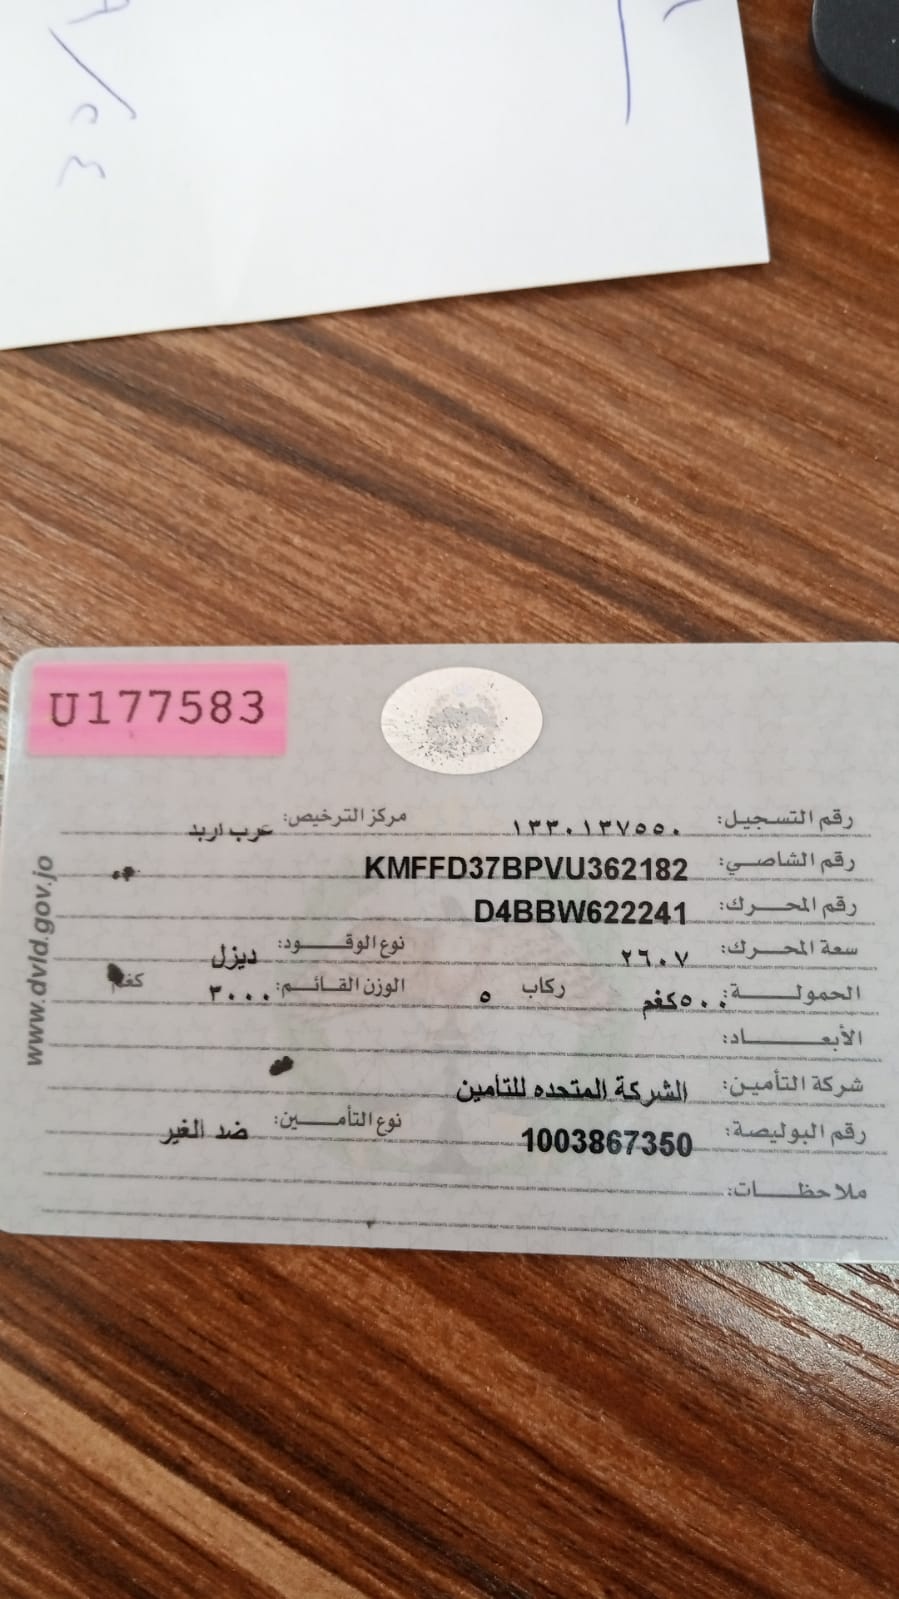 U177583
رقم التسجيل: ١٣٣٠١٣٧٥٥٠ مركز الترخيص: غرب اربد
رقم الشاصي: KMFFD37BPVU362182
رقم المحرك: D4BBW622241
سعة المحرك: ٢٦٠٧ نوع الوقود: ديزل
الحمولة: ٥٠٠كغم ركاب ٥ الوزن القائم: ٣٠٠٠ كغم
الأبعاد:
شركة التأمين: الشركة المتحده للتامين
رقم البوليصة: 1003867350 نوع التأمين: ضد الغير
ملاحظات:
www.dvld.gov.jo